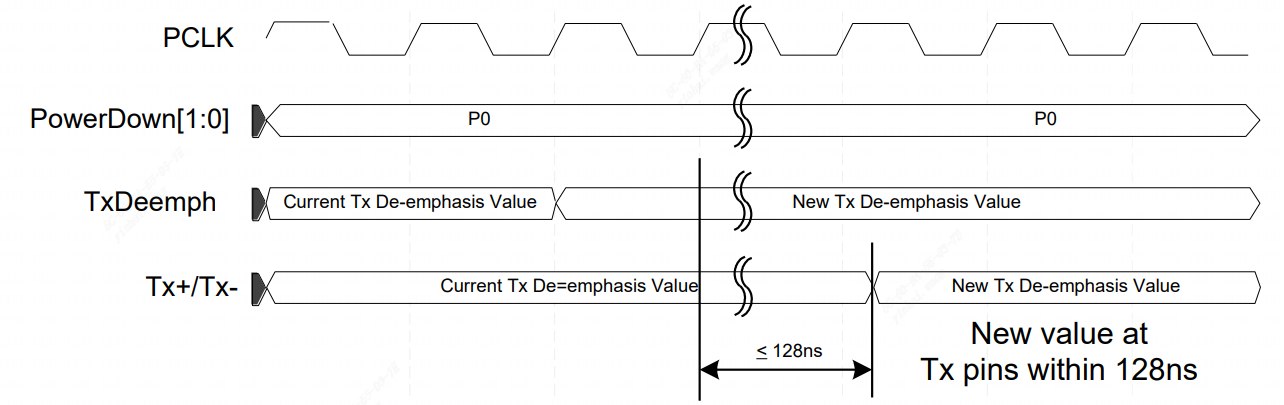 PCLK
PowerDown[1:0]
P0
P0
TxDeemph
Current Tx De-emphasis Value
New Tx De-emphasis Value
Tx+/Tx-
Current Tx De=emphasis Value
New Tx De-emphasis Value
≤ 128ns
New value at
Tx pins within 128ns